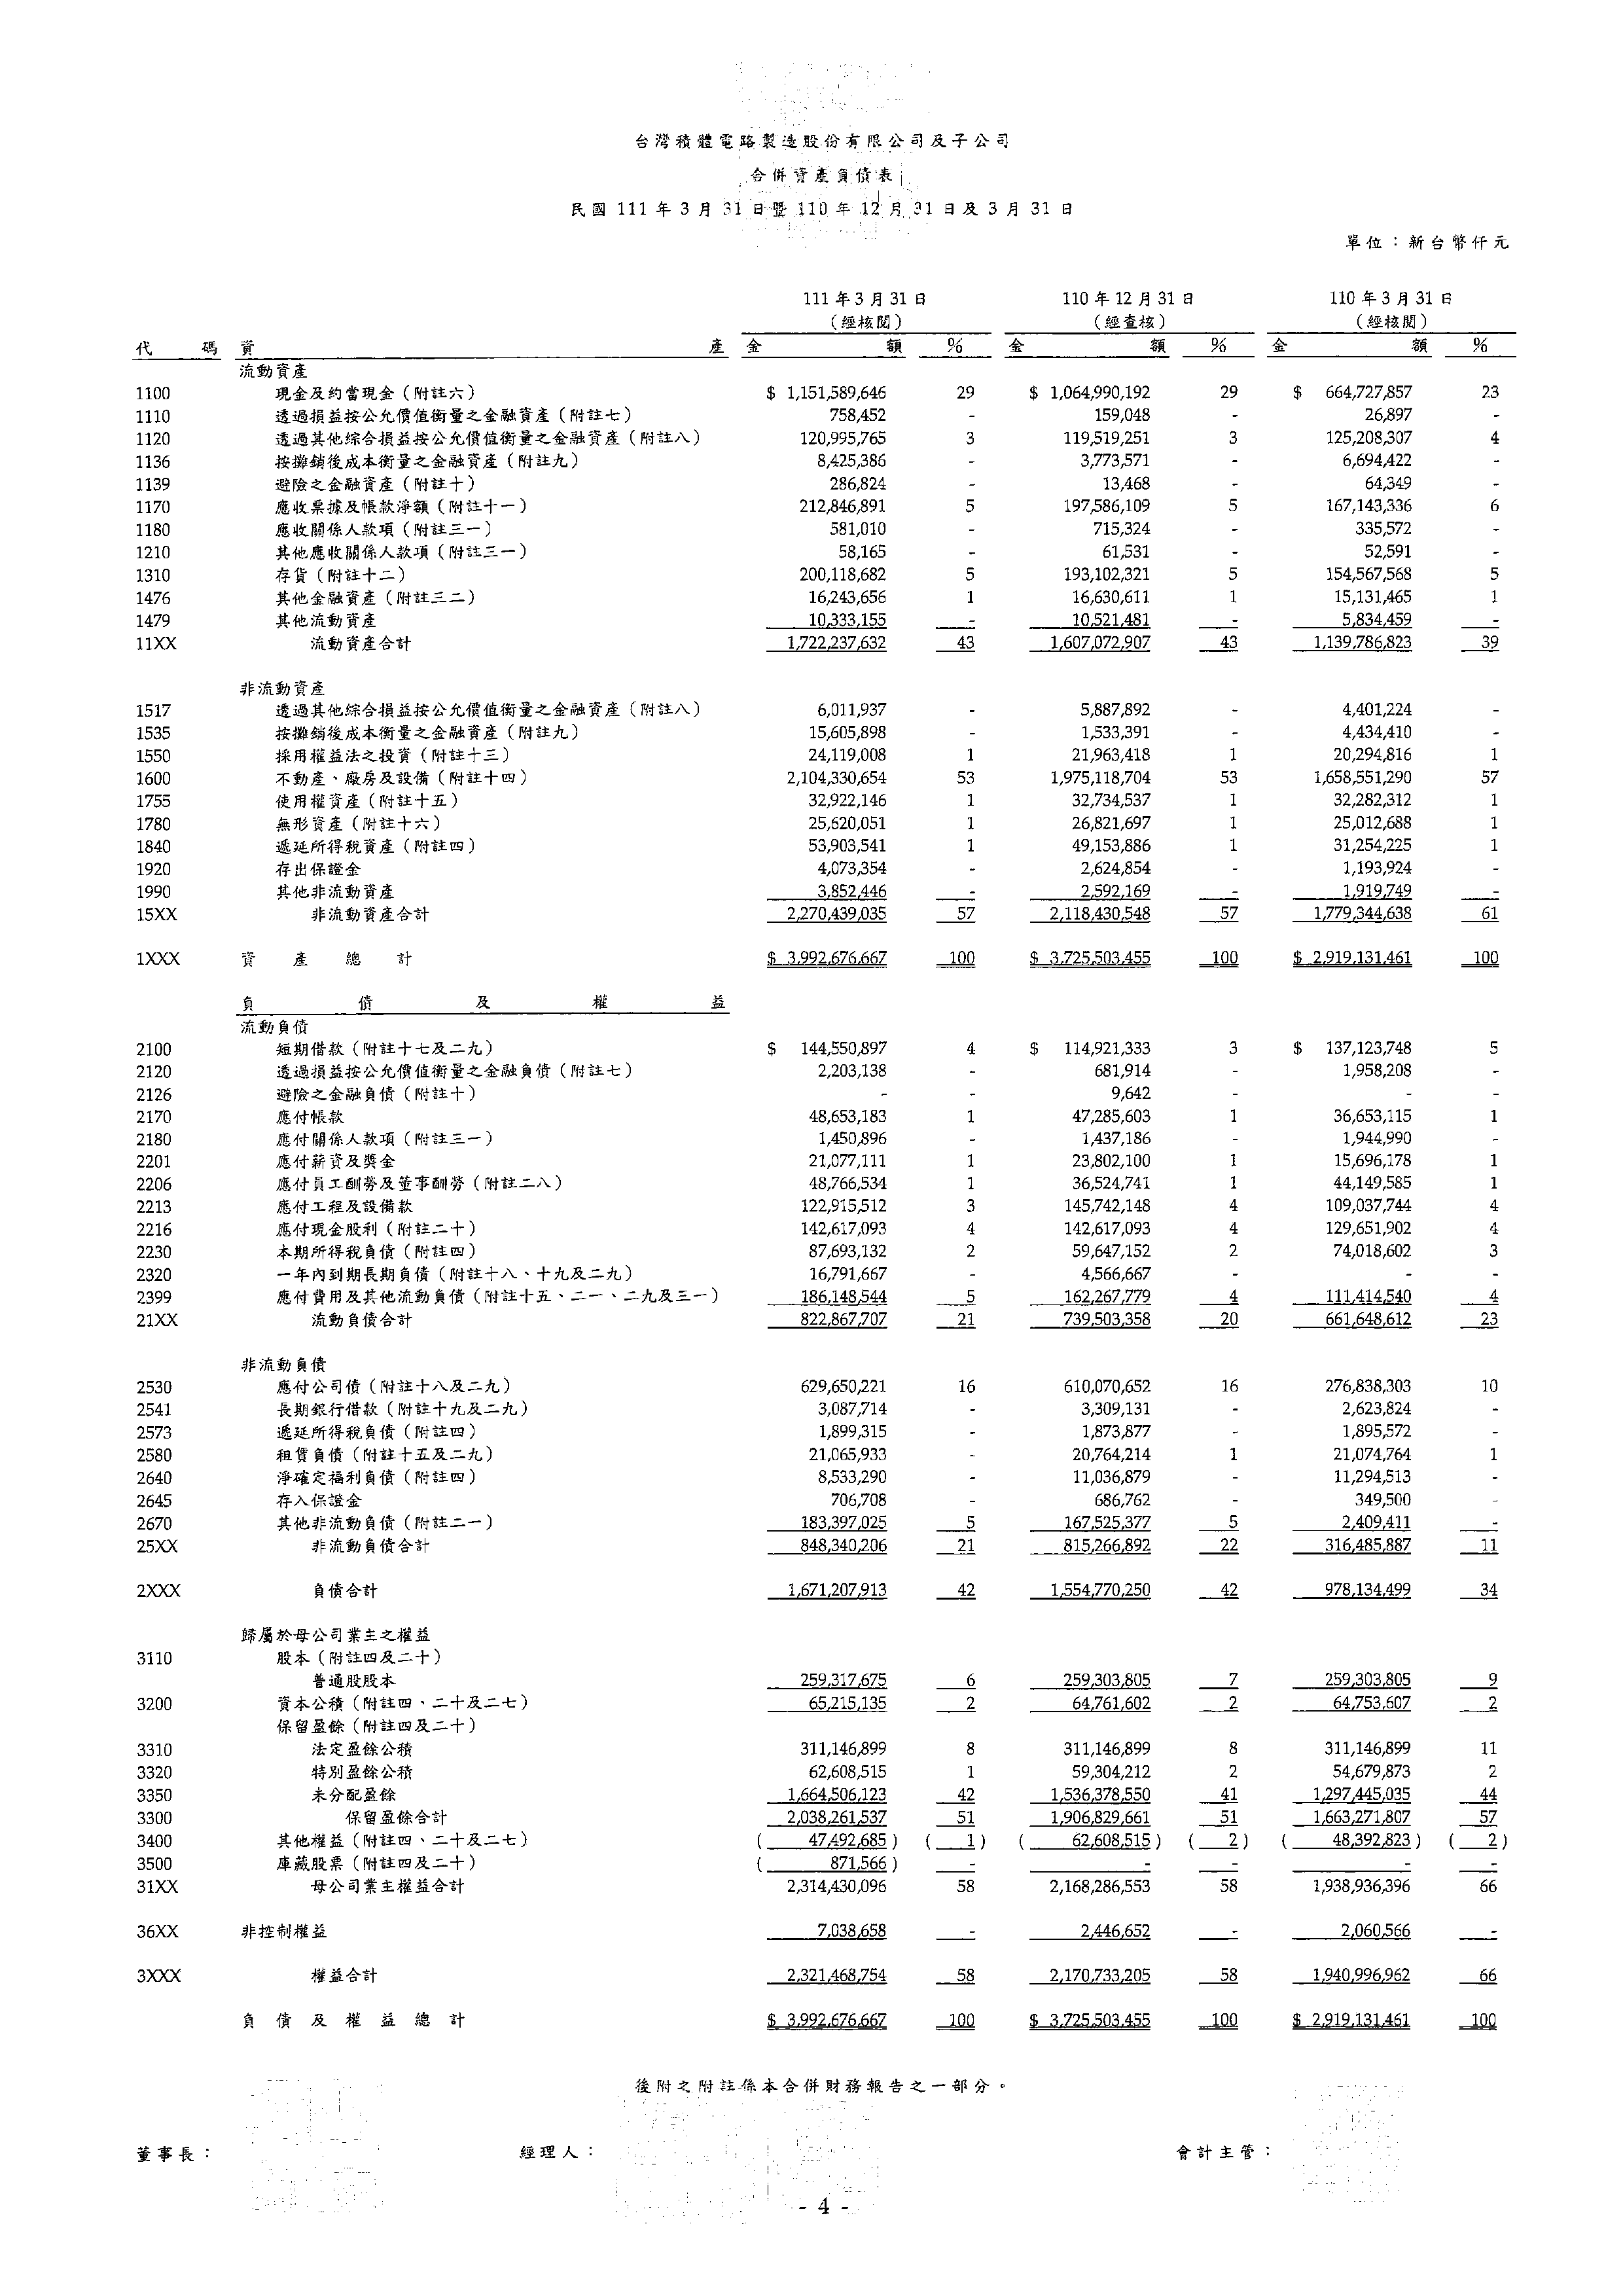 台灣積體電路製造股份有限公司及子公司
合併資產負債表
民國 111 年 3 月 31 日暨 110 年 12 月 31 日及 3 月 31 日
單位：新台幣仟元
111 年 3 月 31 日 110 年 12 月 31 日 110 年 3 月 31 日
（經核閱） （經查核） （經核閱）
代碼 資產 金額 % 金額 % 金額 %
流動資產
1100 現金及約當現金（附註六） $ 1,151,589,646 29 $ 1,064,990,192 29 $ 664,727,857 23
1110 透過損益按公允價值衡量之金融資產（附註七） 758,452 - 159,048 - 26,897 -
1120 透過其他綜合損益按公允價值衡量之金融資產（附註八） 120,995,765 3 119,519,251 3 125,208,307 4
1136 按攤銷後成本衡量之金融資產（附註九） 8,425,386 - 3,773,571 - 6,694,422 -
1139 避險之金融資產（附註十） 286,824 - 13,468 - 64,349 -
1170 應收票據及帳款淨額（附註十一） 212,846,891 5 197,586,109 5 167,143,336 6
1180 應收關係人款項（附註三一） 581,010 - 715,324 - 335,572 -
1210 其他應收關係人款項（附註三一） 58,165 - 61,531 - 52,591 -
1310 存貨（附註十二） 200,118,682 5 193,102,321 5 154,567,568 5
1476 其他金融資產（附註三二） 16,243,656 1 16,630,611 1 15,131,465 1
1479 其他流動資產 10,333,155 - 10,521,481 - 5,834,459 -
11XX 流動資產合計 1,722,237,632 43 1,607,072,907 43 1,139,786,823 39
非流動資產
1517 透過其他綜合損益按公允價值衡量之金融資產（附註八） 6,011,937 - 5,887,892 - 4,401,224 -
1535 按攤銷後成本衡量之金融資產（附註九） 15,605,898 - 1,533,391 - 4,434,410 -
1550 採用權益法之投資（附註十三） 24,119,008 1 21,963,418 1 20,294,816 1
1600 不動產、廠房及設備（附註十四） 2,104,330,654 53 1,975,118,704 53 1,658,551,290 57
1755 使用權資產（附註十五） 32,922,146 1 32,734,537 1 32,282,312 1
1780 無形資產（附註十六） 25,620,051 1 26,821,697 1 25,012,688 1
1840 遞延所得稅資產（附註四） 53,903,541 1 49,153,886 1 31,254,225 1
1920 存出保證金 4,073,354 - 2,624,854 - 1,193,924 -
1990 其他非流動資產 3,852,446 - 2,592,169 - 1,919,749 -
15XX 非流動資產合計 2,270,439,035 57 2,118,430,548 57 1,779,344,638 61
1XXX 資產總計 $ 3,992,676,667 100 $ 3,725,503,455 100 $ 2,919,131,461 100
負債及權益
流動負債
2100 短期借款（附註十七及二九） $ 144,550,897 4 $ 114,921,333 3 $ 137,123,748 5
2120 透過損益按公允價值衡量之金融負債（附註七） 2,203,138 - 681,914 - 1,958,208 -
2126 避險之金融負債（附註十） - - 9,642 - - -
2170 應付帳款 48,653,183 1 47,285,603 1 36,653,115 1
2180 應付關係人款項（附註三一） 1,450,896 - 1,437,186 - 1,944,990 -
2201 應付薪資及獎金 21,077,111 1 23,802,100 1 15,696,178 1
2206 應付員工酬勞及董事酬勞（附註二八） 48,766,534 1 36,524,741 1 44,149,585 1
2213 應付工程及設備款 122,915,512 3 145,742,148 4 109,037,744 4
2216 應付現金股利（附註二十） 142,617,093 4 142,617,093 4 129,651,902 4
2230 本期所得稅負債（附註四） 87,693,132 2 59,647,152 2 74,018,602 3
2320 一年內到期長期負債（附註十八、十九及二九） 16,791,667 - 4,566,667 - - -
2399 應付費用及其他流動負債（附註十五、二一、二九及三一） 186,148,544 5 162,267,779 4 111,414,540 4
21XX 流動負債合計 822,867,707 21 739,503,358 20 661,648,612 23
非流動負債
2530 應付公司債（附註十八及二九） 629,650,221 16 610,070,652 16 276,838,303 10
2541 長期銀行借款（附註十九及二九） 3,087,714 - 3,309,131 - 2,623,824 -
2573 遞延所得稅負債（附註四） 1,899,315 - 1,873,877 - 1,895,572 -
2580 租賃負債（附註十五及二九） 21,065,933 - 20,764,214 1 21,074,764 1
2640 淨確定福利負債（附註四） 8,533,290 - 11,036,879 - 11,294,513 -
2645 存入保證金 706,708 - 686,762 - 349,500 -
2670 其他非流動負債（附註二一） 183,397,025 5 167,525,377 5 2,409,411 -
25XX 非流動負債合計 848,340,206 21 815,266,892 22 316,485,887 11
2XXX 負債合計 1,671,207,913 42 1,554,770,250 42 978,134,499 34
歸屬於母公司業主之權益
3110 股本（附註四及二十）
普通股股本 259,317,675 6 259,303,805 7 259,303,805 9
3200 資本公積（附註四、二十及二七） 65,215,135 2 64,761,602 2 64,753,607 2
保留盈餘（附註四及二十）
3310 法定盈餘公積 311,146,899 8 311,146,899 8 311,146,899 11
3320 特別盈餘公積 62,608,515 1 59,304,212 2 54,679,873 2
3350 未分配盈餘 1,664,506,123 42 1,536,378,550 41 1,297,445,035 44
3300 保留盈餘合計 2,038,261,537 51 1,906,829,661 51 1,663,271,807 57
3400 其他權益（附註四、二十及二七） ( 47,492,685 ) ( 1 ) ( 62,608,515 ) ( 2 ) ( 48,392,823 ) ( 2 )
3500 庫藏股票（附註四及二十） ( 871,566 ) - - - - -
31XX 母公司業主權益合計 2,314,430,096 58 2,168,286,553 58 1,938,936,396 66
36XX 非控制權益 7,038,658 - 2,446,652 - 2,060,566 -
3XXX 權益合計 2,321,468,754 58 2,170,733,205 58 1,940,996,962 66
負債及權益總計 $ 3,992,676,667 100 $ 3,725,503,455 100 $ 2,919,131,461 100
後附之附註係本合併財務報告之一部分。
董事長： 經理人： 會計主管：
- 4 -